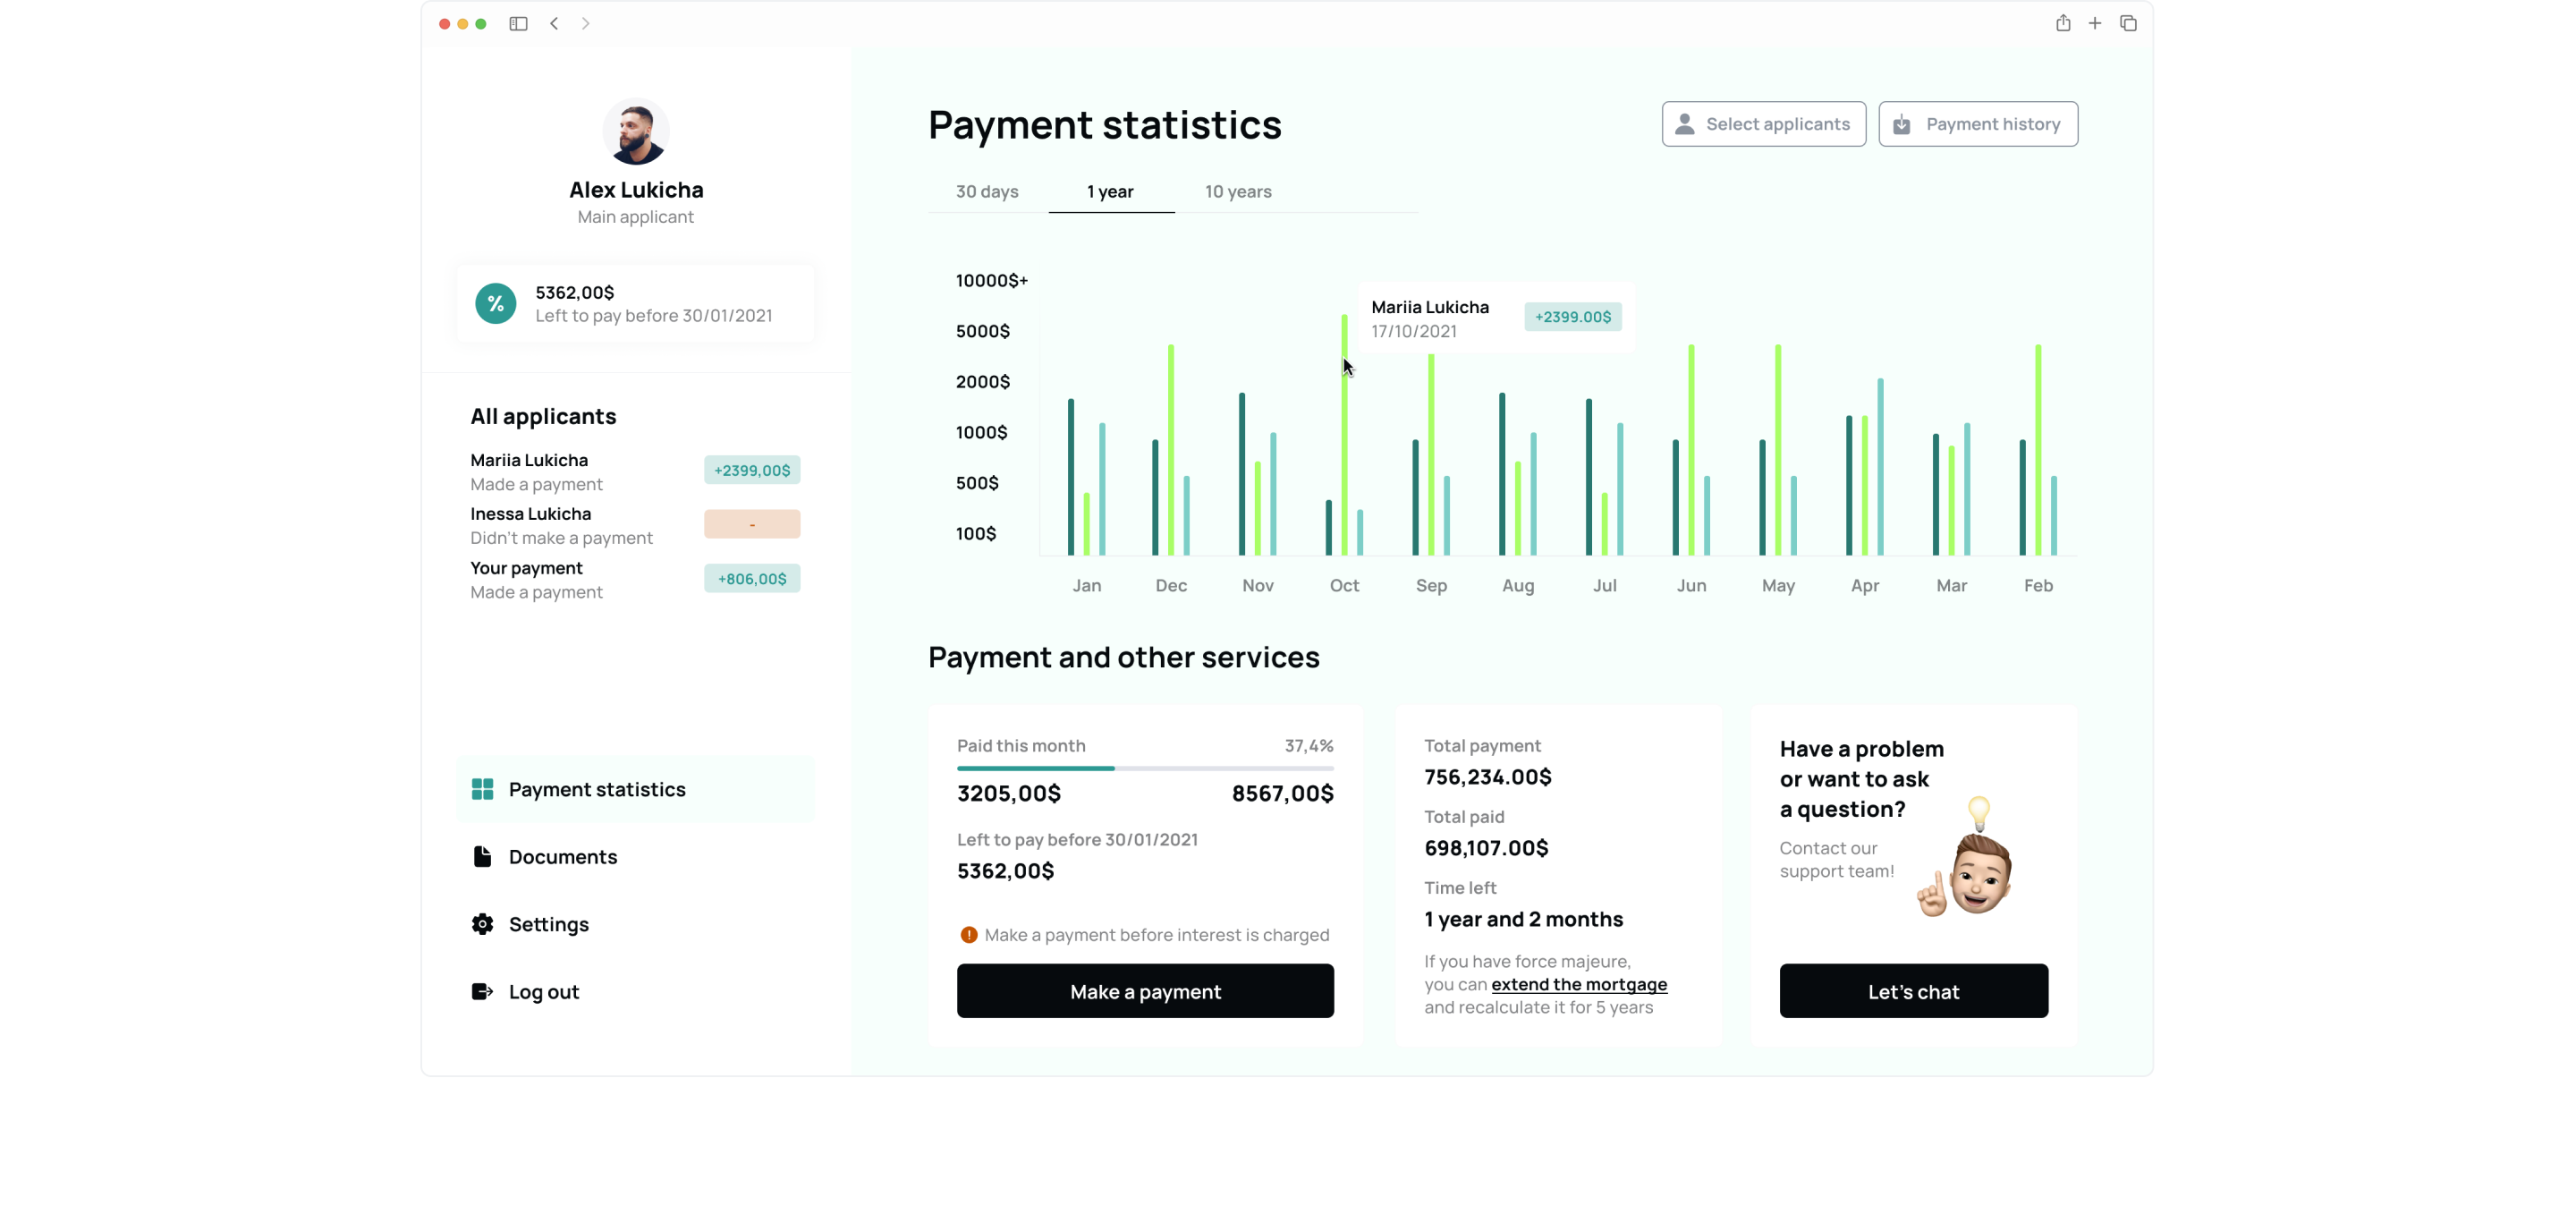 Alex Lukicha
Main applicant
%
5362,00$
Left to pay before 30/01/2021
All applicants
Mariia Lukicha
Made a payment
+2399,00$
Inessa Lukicha
Didn't make a payment
-
Your payment
Made a payment
+806,00$
Payment statistics
Documents
Settings
Log out
Payment statistics
Select applicants
Payment history
30 days
1 year
10 years
10000$+
5000$
2000$
1000$
500$
100$
Mariia Lukicha
17/10/2021
+2399.00$
Jan
Dec
Nov
Oct
Sep
Aug
Jul
Jun
May
Apr
Mar
Feb
Payment and other services
Paid this month
37,4%
3205,00$
8567,00$
Left to pay before 30/01/2021
5362,00$
! Make a payment before interest is charged
Make a payment
Total payment
756,234.00$
Total paid
698,107.00$
Time left
1 year and 2 months
If you have force majeure,
you can extend the mortgage
and recalculate it for 5 years
Have a problem
or want to ask
a question?
Contact our
support team!
Let's chat